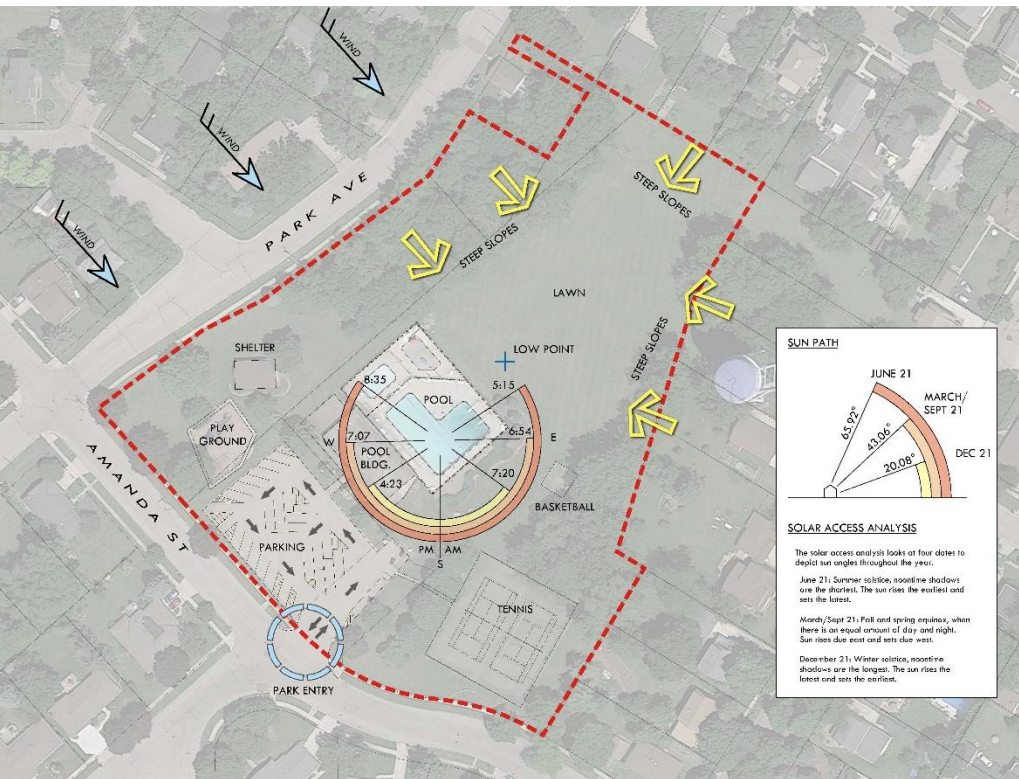 WIND
WIND
WIND
PARK AVE
STEEP SLOPES
STEEP SLOPES
LAWN
STEEP SLOPES
LOW POINT
SHELTER
8:35
5:15
POOL
PLAY
GROUND
W
7:07
6:54
E
POOL
BLDG.
7:20
4:23
BASKETBALL
AMANDA ST
PARKING
PM
AM
S
TENNIS
PARK ENTRY
SUN PATH
JUNE 21
MARCH/
SEPT 21
DEC 21
65.92°
43.06°
20.08°
SOLAR ACCESS ANALYSIS
The solar access analysis looks at four dates to
depict sun angles throughout the year.
June 21: Summer solstice, noontime shadows
are the shortest. The sun rises the earliest and
sets the latest.
March/Sept 21: Fall and spring equinox, when
there is an equal amount of day and night.
Sun rises due east and sets due west.
December 21: Winter solstice, noontime
shadows are the longest. The sun rises the
latest and sets the earliest.